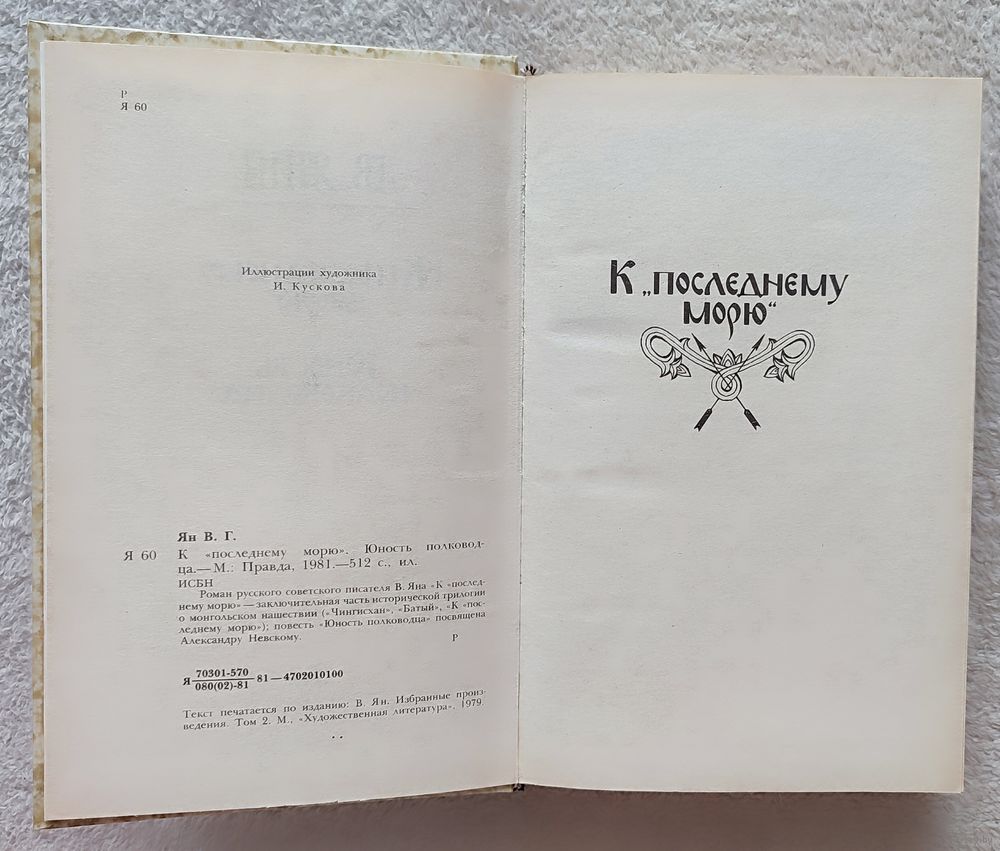 Р
Я 60
Иллюстрации художника
И. Кускова
Ян В. Г.
Я 60 К «последнему морю». Юность полковод-
ца.— М.: Правда, 1981.—512 с., ил.
ИСБН
Роман русского советского писателя В. Яна «К «послед-
нему морю» — заключительная часть исторической трилогии
о монгольском нашествии («Чингисхан», «Батый», «К «пос-
леднему морю»); повесть «Юность полководца» посвящена
Александру Невскому.
Р
Я 70301-570
080(02)-81 81—4702010100
Текст печатается по изданию: В. Ян. Избранные произ-
ведения. Том 2. М., «Художественная литература», 1979.
К „последнему
морю“